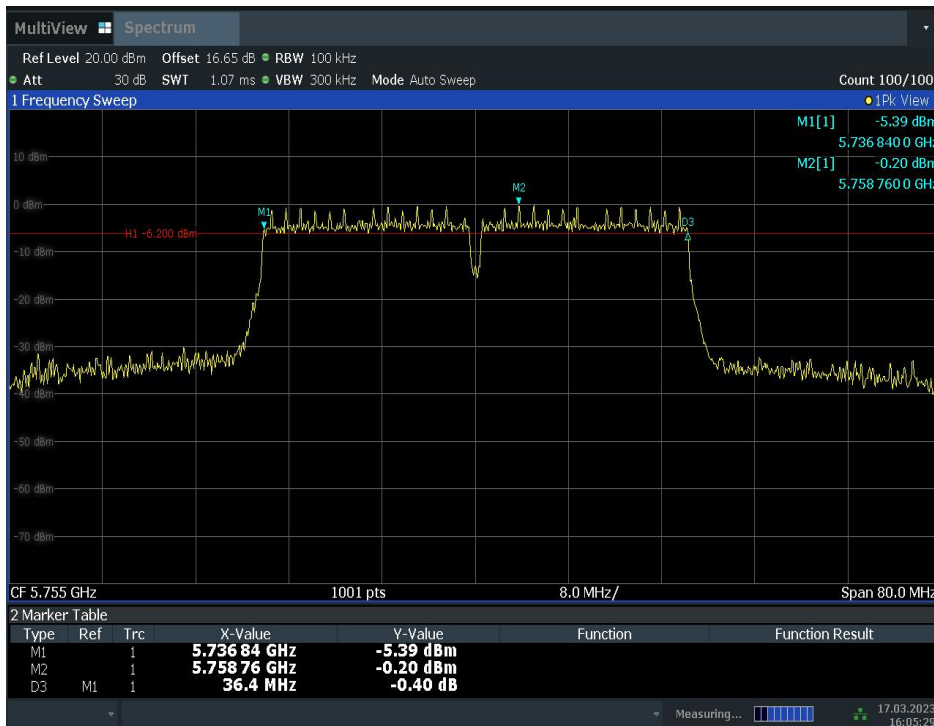 MultiView Spectrum
Ref Level 20.00 dBm Offset 16.65 dB RBW 100 kHz
Att 30 dB SWT 1.07 ms VBW 300 kHz Mode Auto Sweep Count 100/100
1 Frequency Sweep 1Pk View
M1[1] -5.39 dBm
5.736 840 0 GHz
10 dBm
M2[1] -0.20 dBm
5.758 760 0 GHz
M2
0 dBm
M1
D3
H1 -6.200 dBm
-10 dBm
-20 dBm
-30 dBm
-40 dBm
-50 dBm
-60 dBm
-70 dBm
CF 5.755 GHz 1001 pts 8.0 MHz/ Span 80.0 MHz
2 Marker Table
Type Ref Trc X-Value Y-Value Function Function Result
M1 1 5.736 84 GHz -5.39 dBm
M2 1 5.758 76 GHz -0.20 dBm
D3 M1 1 36.4 MHz -0.40 dB
Measuring... 17.03.2023
16:05:29